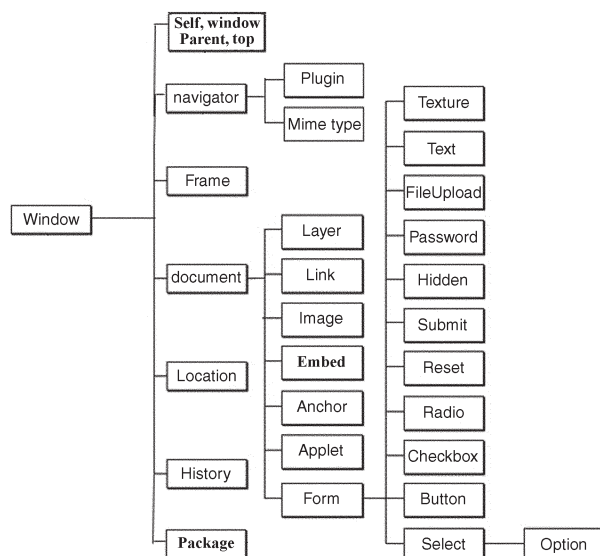 Self, window
Parent, top
navigator
Plugin
Mime type
Frame
Window
document
Layer
Link
Image
Embed
Anchor
Applet
Form
Texture
Text
FileUpload
Password
Hidden
Submit
Reset
Radio
Checkbox
Button
Select
Option
Location
History
Package